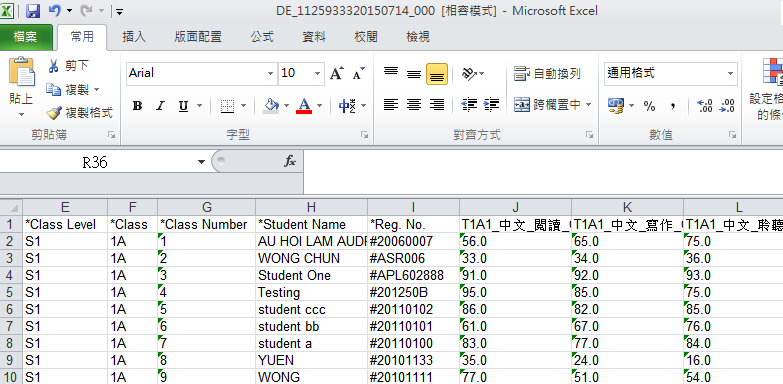 DE_1125933320150714_000 [相容模式] - Microsoft Excel
檔案 常用 插入 版面配置 公式 資料 校閱 檢視
剪下
Arial 10 A A
自動換列
通用格式
複製
貼上
B I U A 中
跨欄置中
% , .0 .00 .00 .0
設定格
複製格式
的條
剪貼簿 字型 對齊方式 數值
R36 fx
E F G H I J K L
1 *Class Level *Class *Class Number *Student Name *Reg. No. T1A1_中文_閱讀_ T1A1_中文_寫作_ T1A1_中文_聆聽
2 S1 1A 1 AU HOI LAM AUD #20060007 56.0 65.0 75.0
3 S1 1A 2 WONG CHUN #ASR006 33.0 34.0 36.0
4 S1 1A 3 Student One #APL602888 91.0 92.0 93.0
5 S1 1A 4 Testing #201250B 95.0 85.0 75.0
6 S1 1A 5 student ccc #20110102 86.0 82.0 85.0
7 S1 1A 6 student bb #20110101 61.0 67.0 76.0
8 S1 1A 7 student a #20110100 83.0 77.0 84.0
9 S1 1A 8 YUEN #20101133 35.0 24.0 16.0
10 S1 1A 9 WONG #20101111 77.0 51.0 54.0